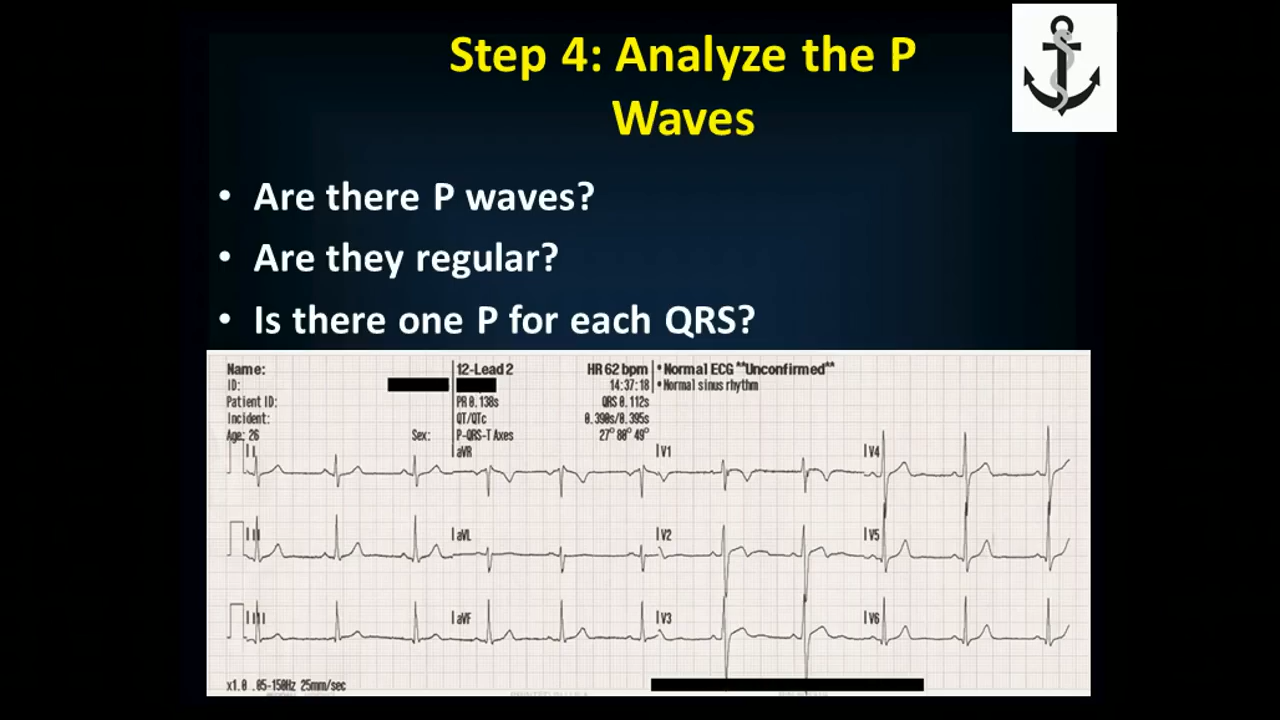 Step 4: Analyze the P
Waves
• Are there P waves?
• Are they regular?
• Is there one P for each QRS?
Name: 12-Lead 2 HR 62 bpm • Normal ECG **Unconfirmed**
ID: 14:37:18 • Normal sinus rhythm
Patient ID: PR 0.138s QRS 0.112s
Incident: QT/QTc 0.390s/0.395s
Age: 26 Sex: P-QRS-T Axes 27° 80° 49°
I aVR V1 V4
II aVL V2 V5
III aVF V3 V6
x1.0 .05-150Hz 25mm/sec